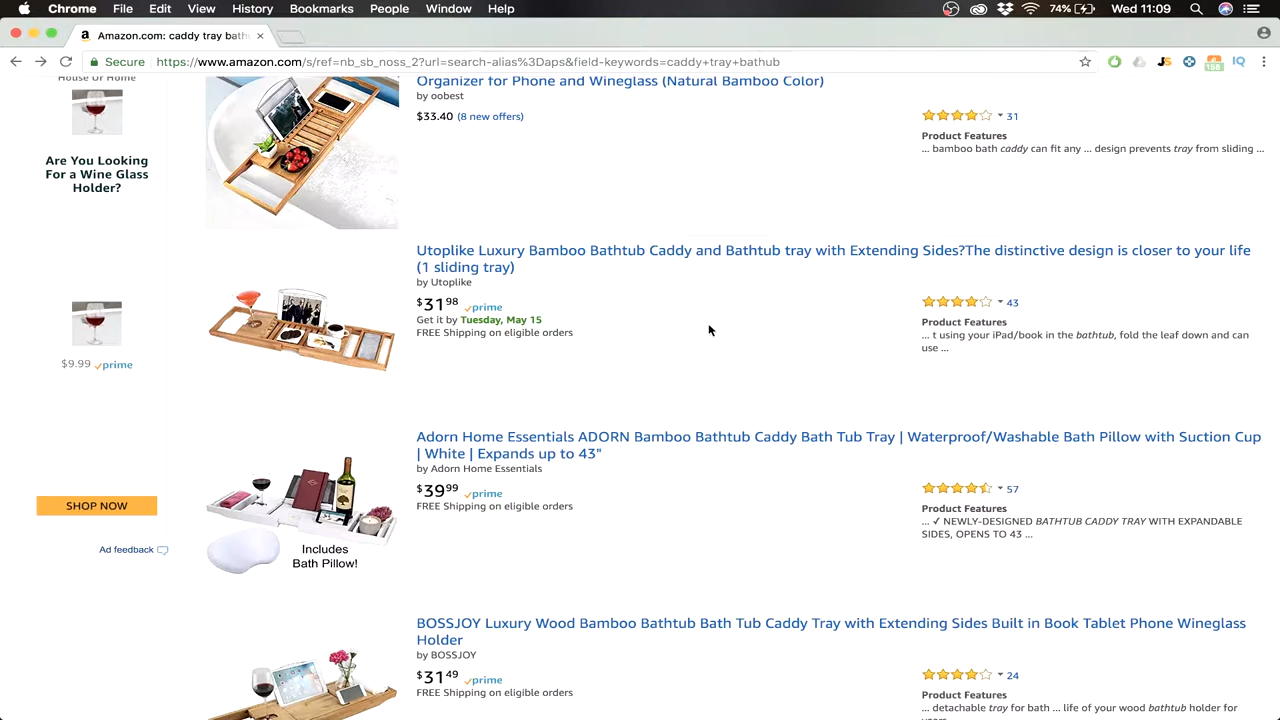 Chrome File Edit View History Bookmarks People Window Help
74% Wed 11:09
a Amazon.com: caddy tray bath
Secure https://www.amazon.com/s/ref=nb_sb_noss_2?url=search-alias%3Daps&field-keywords=caddy+tray+bathub
JS
198
IQ
House Of Home
Are You Looking
For a Wine Glass
Holder?
$9.99 prime
SHOP NOW
Ad feedback
Organizer for Phone and Wineglass (Natural Bamboo Color)
by oobest
$33.40 (8 new offers)
31
Product Features
... bamboo bath caddy can fit any ... design prevents tray from sliding ...
Utoplike Luxury Bamboo Bathtub Caddy and Bathtub tray with Extending Sides?The distinctive design is closer to your life
(1 sliding tray)
by Utoplike
$31 98 prime
Get it by Tuesday, May 15
FREE Shipping on eligible orders
43
Product Features
... t using your iPad/book in the bathtub, fold the leaf down and can
use ...
Adorn Home Essentials ADORN Bamboo Bathtub Caddy Bath Tub Tray | Waterproof/Washable Bath Pillow with Suction Cup
| White | Expands up to 43"
by Adorn Home Essentials
$39 99 prime
FREE Shipping on eligible orders
57
Product Features
... ✓ NEWLY-DESIGNED BATHTUB CADDY TRAY WITH EXPANDABLE
SIDES, OPENS TO 43 ...
Includes
Bath Pillow!
BOSSJOY Luxury Wood Bamboo Bathtub Bath Tub Caddy Tray with Extending Sides Built in Book Tablet Phone Wineglass
Holder
by BOSSJOY
$31 49 prime
FREE Shipping on eligible orders
24
Product Features
... detachable tray for bath ... life of your wood bathtub holder for
years